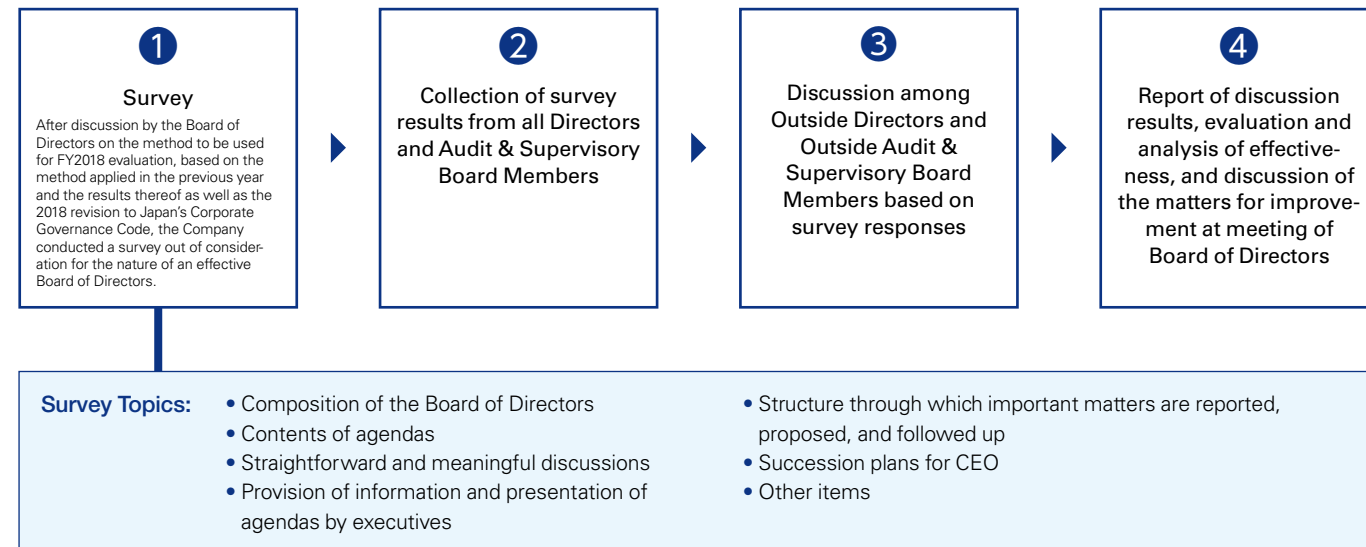 1
Survey
After discussion by the Board of
Directors on the method to be used
for FY2018 evaluation, based on the
method applied in the previous year
and the results thereof as well as the
2018 revision to Japan's Corporate
Governance Code, the Company
conducted a survey out of consider-
ation for the nature of an effective
Board of Directors.
2
Collection of survey
results from all Directors
and Audit & Supervisory
Board Members
3
Discussion among
Outside Directors and
Outside Audit &
Supervisory Board
Members based on
survey responses
4
Report of discussion
results, evaluation and
analysis of effective-
ness, and discussion of
the matters for improve-
ment at meeting of
Board of Directors
Survey Topics:
• Composition of the Board of Directors
• Contents of agendas
• Straightforward and meaningful discussions
• Provision of information and presentation of
agendas by executives
• Structure through which important matters are reported,
proposed, and followed up
• Succession plans for CEO
• Other items